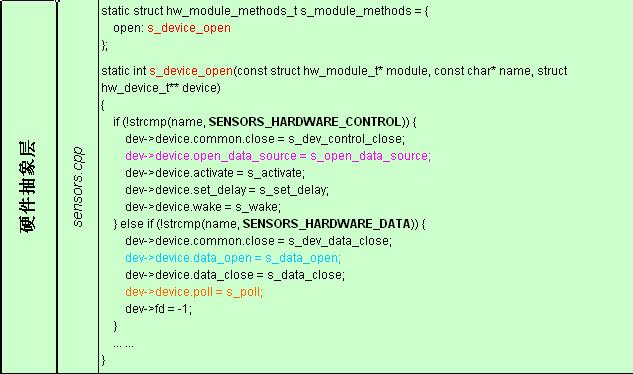 硬件抽象层
sensors.cpp
static struct hw_module_methods_t s_module_methods = {
open: s_device_open
};
static int s_device_open(const struct hw_module_t* module, const char* name, struct
hw_device_t** device)
{
if (!strcmp(name, SENSORS_HARDWARE_CONTROL)) {
dev->device.common.close = s_dev_control_close;
dev->device.open_data_source = s_open_data_source;
dev->device.activate = s_activate;
dev->device.set_delay = s_set_delay;
dev->device.wake = s_wake;
} else if (!strcmp(name, SENSORS_HARDWARE_DATA)) {
dev->device.common.close = s_dev_data_close;
dev->device.data_open = s_data_open;
dev->device.data_close = s_data_close;
dev->device.poll = s_poll;
dev->fd = -1;
}
... ...
}